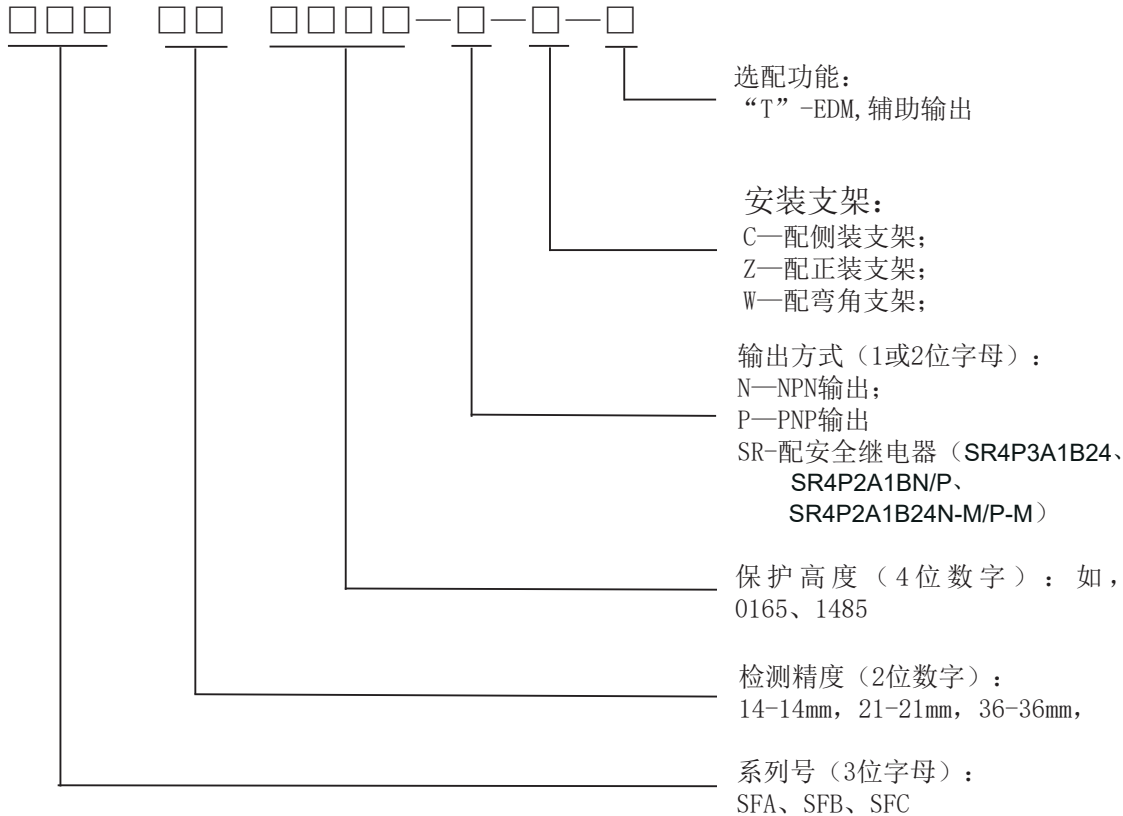 □□□ □□ □□□□—□—□—□
选配功能：
“T”-EDM,辅助输出
安装支架：
C—配侧装支架；
Z—配正装支架；
W—配弯角支架；
输出方式（1或2位字母）：
N—NPN输出；
P—PNP输出
SR-配安全继电器（SR4P3A1B24、
SR4P2A1BN/P、
SR4P2A1B24N-M/P-M）
保护高度（4位数字）：如，
0165、1485
检测精度（2位数字）：
14-14mm，21-21mm，36-36mm，
系列号（3位字母）：
SFA、SFB、SFC